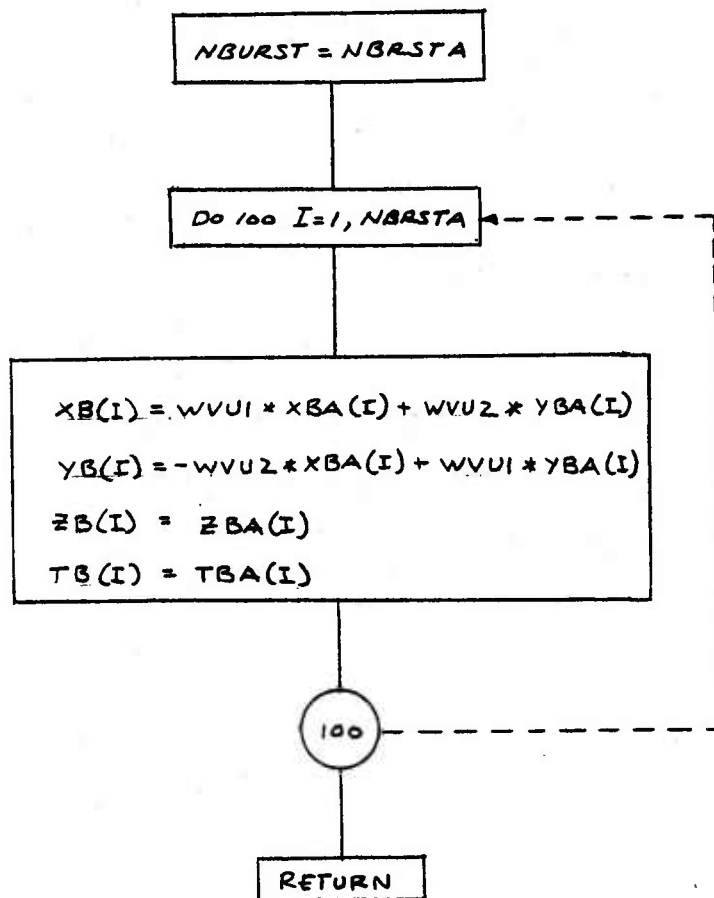 NBURST = NBRSTA
DO 100 I=1, NBRSTA
XB(I) = WVU1 * XBA(I) + WVU2 * YBA(I)
YB(I) = -WVU2 * XBA(I) + WVU1 * YBA(I)
ZB(I) = ZBA(I)
TB(I) = TBA(I)
100
RETURN